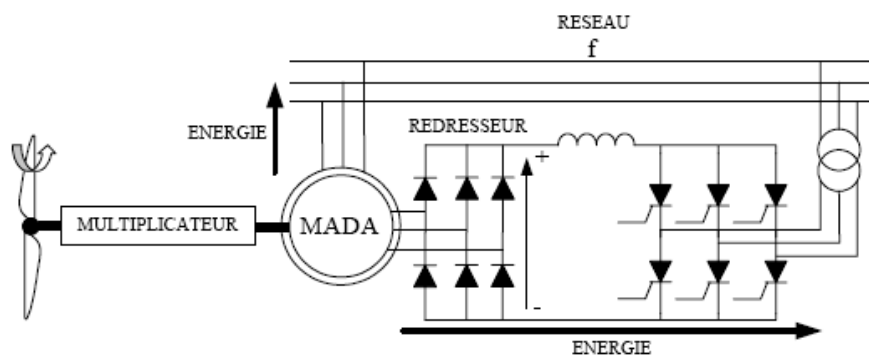 RESEAU
f
ENERGIE
REDRESSEUR
+
MULTIPLICATEUR
MADA
-
ENERGIE